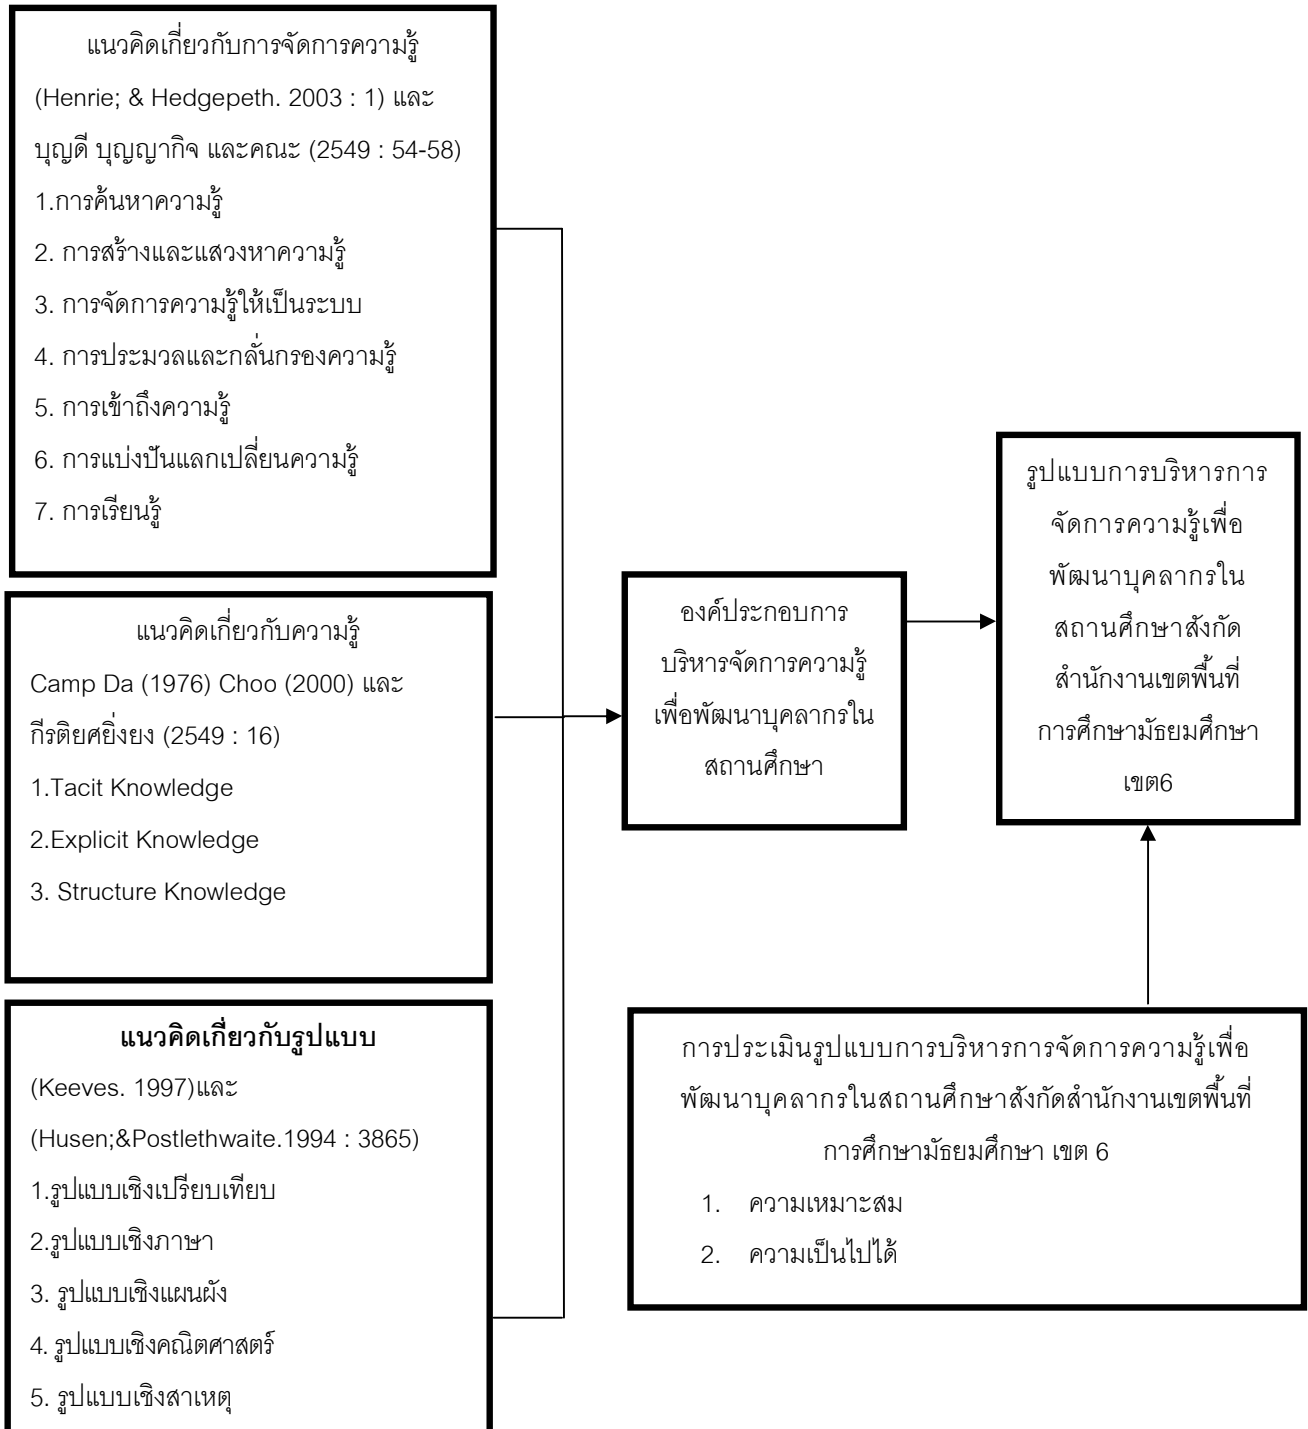 แนวคิดเกี่ยวกับการจัดการความรู้
(Henrie; & Hedgepeth. 2003 : 1) และ
บุญดี บุญญากิจ และคณะ (2549 : 54-58)
1.การค้นหาความรู้
2. การสร้างและแสวงหาความรู้
3. การจัดการความรู้ให้เป็นระบบ
4. การประมวลและกลั่นกรองความรู้
5. การเข้าถึงความรู้
6. การแบ่งปันแลกเปลี่ยนความรู้
7. การเรียนรู้
แนวคิดเกี่ยวกับความรู้
Camp Da (1976) Choo (2000) และ
กีรติยศยิ่งยง (2549 : 16)
1.Tacit Knowledge
2.Explicit Knowledge
3. Structure Knowledge
แนวคิดเกี่ยวกับรูปแบบ
(Keeves. 1997)และ
(Husen;&Postlethwaite.1994 : 3865)
1.รูปแบบเชิงเปรียบเทียบ
2.รูปแบบเชิงภาษา
3. รูปแบบเชิงแผนผัง
4. รูปแบบเชิงคณิตศาสตร์
5. รูปแบบเชิงสาเหตุ
องค์ประกอบการ
บริหารจัดการความรู้
เพื่อพัฒนาบุคลากรใน
สถานศึกษา
รูปแบบการบริหารการ
จัดการความรู้เพื่อ
พัฒนาบุคลากรใน
สถานศึกษาสังกัด
สำนักงานเขตพื้นที่
การศึกษามัธยมศึกษา
เขต6
การประเมินรูปแบบการบริหารการจัดการความรู้เพื่อ
พัฒนาบุคลากรในสถานศึกษาสังกัดสำนักงานเขตพื้นที่
การศึกษามัธยมศึกษา เขต 6
1. ความเหมาะสม
2. ความเป็นไปได้